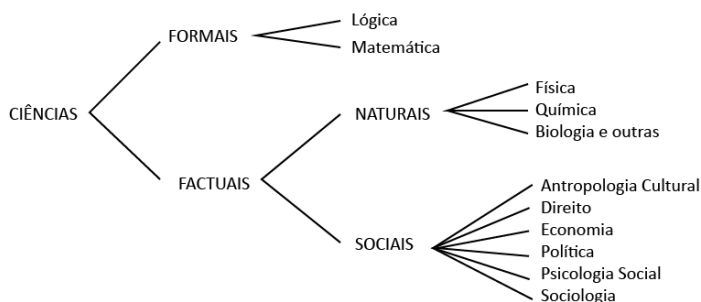 CIÊNCIAS
FORMAIS
Lógica
Matemática
FACTUAIS
NATURAIS
Física
Química
Biologia e outras
SOCIAIS
Antropologia Cultural
Direito
Economia
Política
Psicologia Social
Sociologia